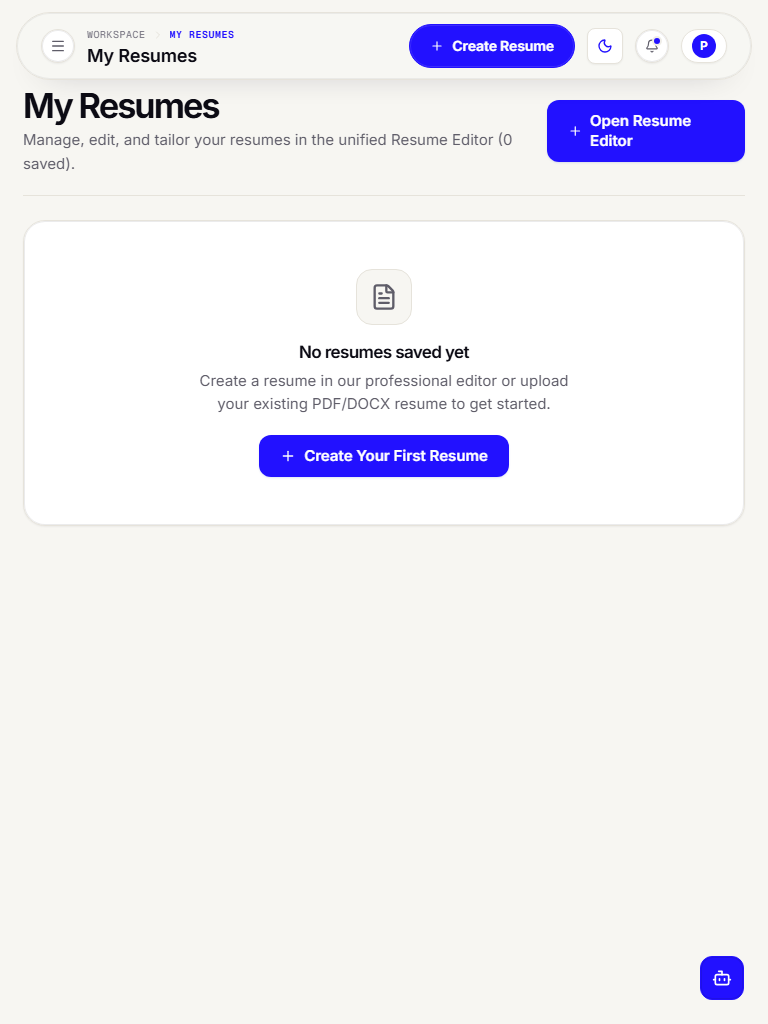 WORKSPACE
MY RESUMES
My Resumes
Create Resume
P
My Resumes
Manage, edit, and tailor your resumes in the unified Resume Editor (0
saved).
Open Resume
Editor
No resumes saved yet
Create a resume in our professional editor or upload
your existing PDF/DOCX resume to get started.
Create Your First Resume